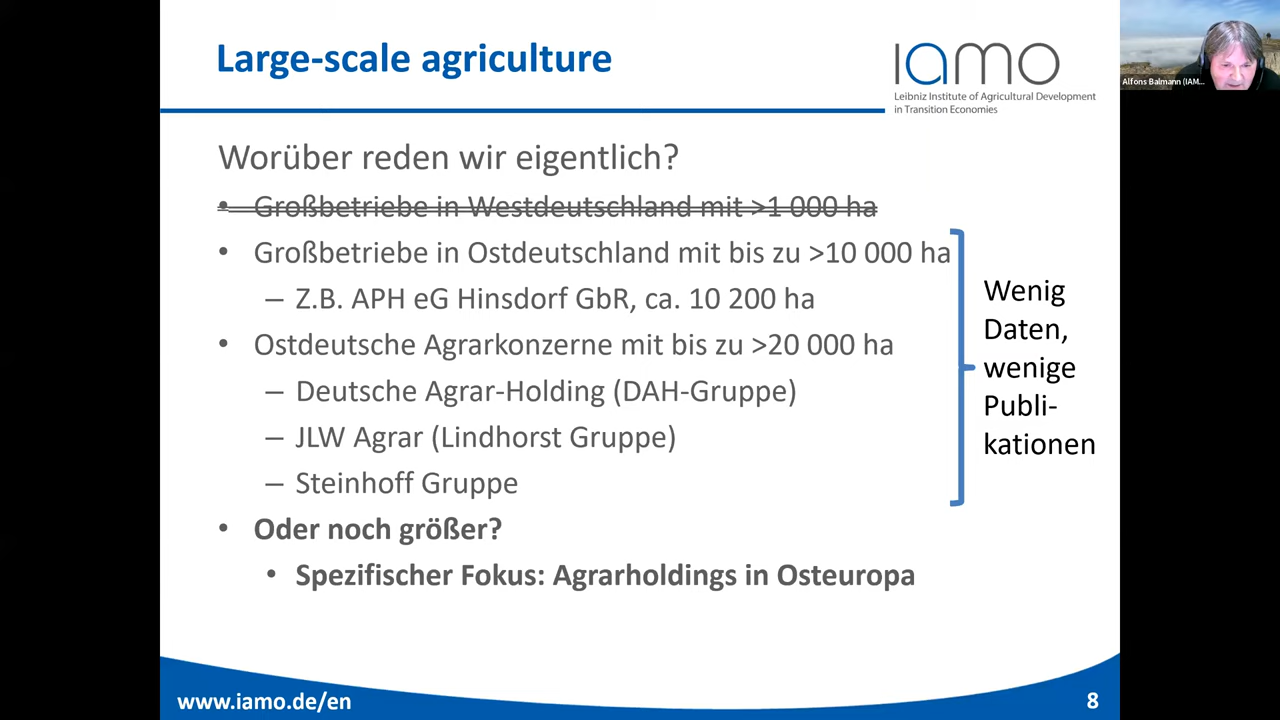 Large-scale agriculture
iamo
Leibniz Institute of Agricultural Development
in Transition Economies
Alfons Balmann (IAM...
Worüber reden wir eigentlich?
• Großbetriebe in Westdeutschland mit >1 000 ha
• Großbetriebe in Ostdeutschland mit bis zu >10 000 ha
– Z.B. APH eG Hinsdorf GbR, ca. 10 200 ha
• Ostdeutsche Agrarkonzerne mit bis zu >20 000 ha
– Deutsche Agrar-Holding (DAH-Gruppe)
– JLW Agrar (Lindhorst Gruppe)
– Steinhoff Gruppe
• Oder noch größer?
• Spezifischer Fokus: Agrarholdings in Osteuropa
Wenig
Daten,
wenige
Publi-
kationen
www.iamo.de/en
8